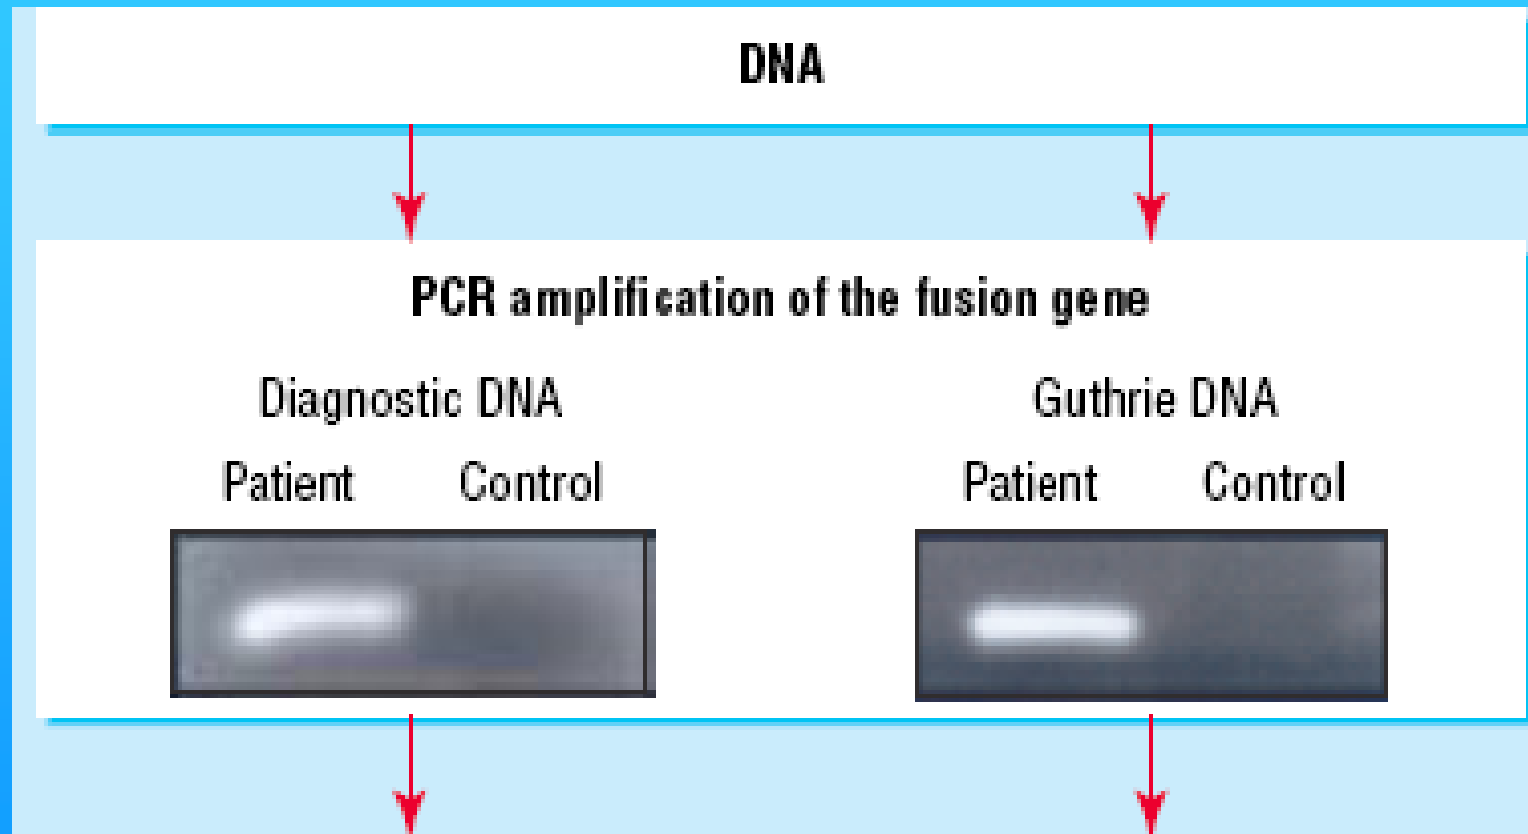 DNA
PCR amplification of the fusion gene
Diagnostic DNA Guthrie DNA
Patient Control Patient Control